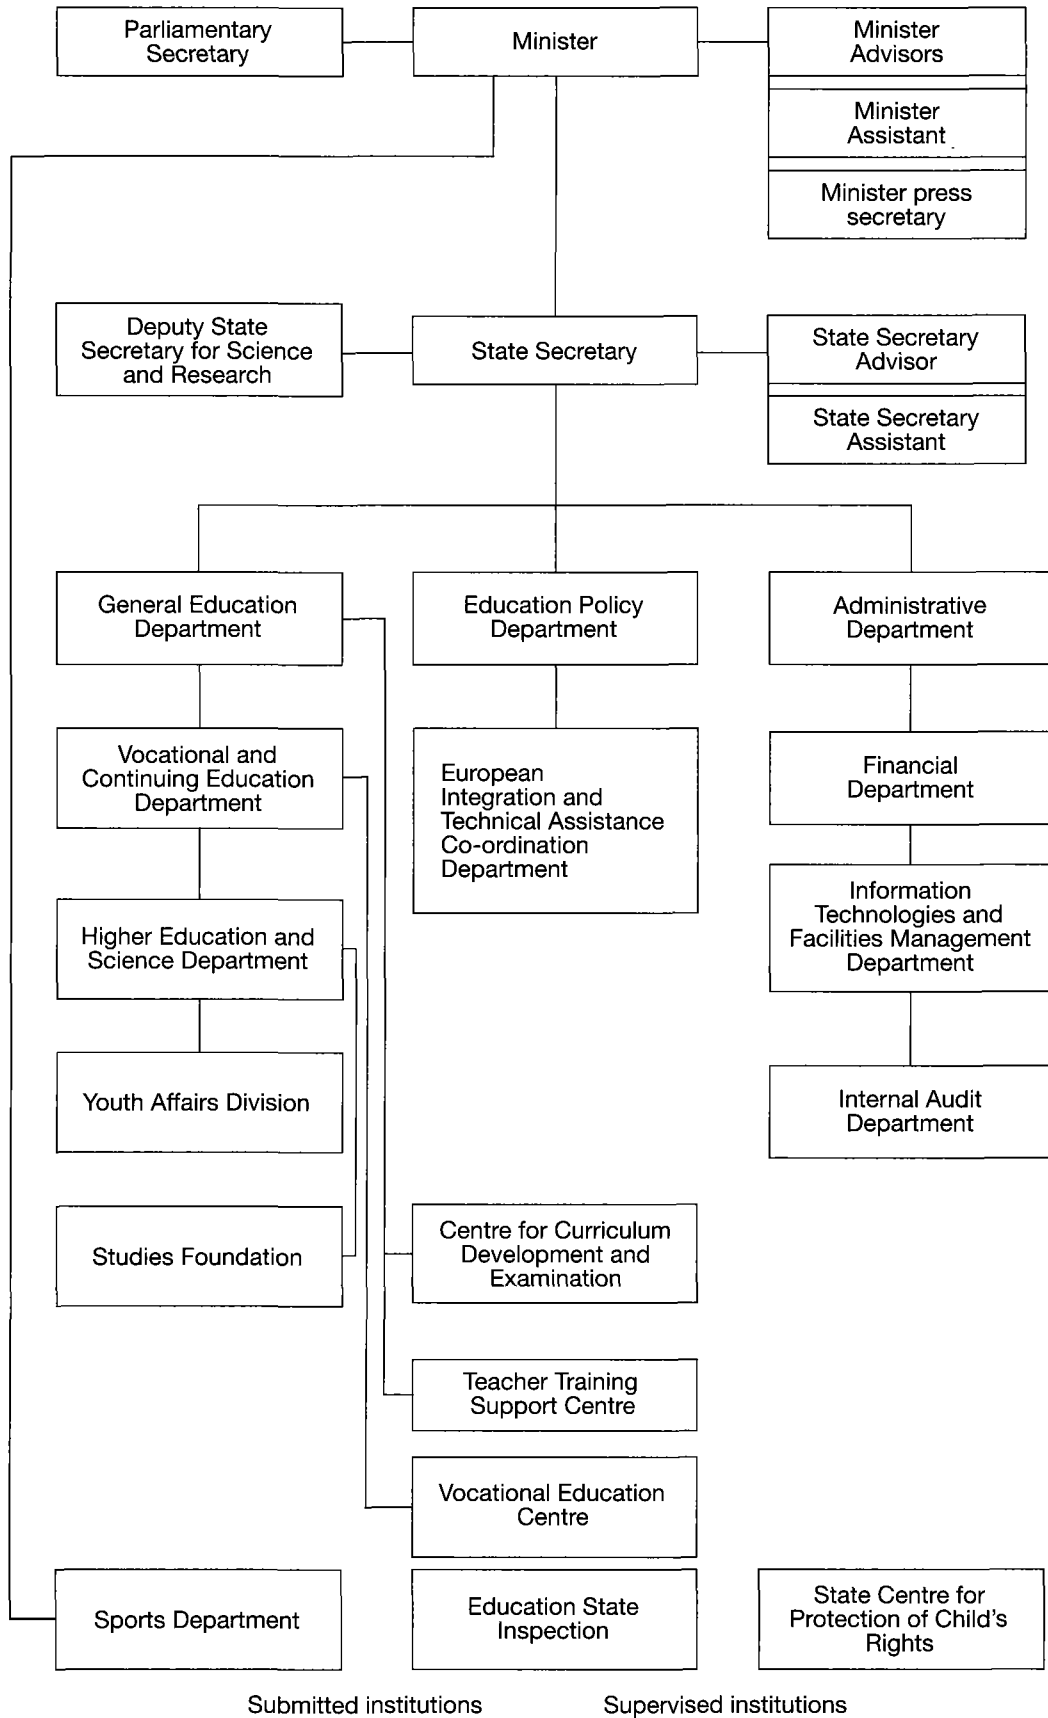 Parliamentary
Secretary
Minister
Minister
Advisors
Minister
Assistant
Minister press
secretary
Deputy State
Secretary for Science
and Research
State Secretary
State Secretary
Advisor
State Secretary
Assistant
General Education
Department
Education Policy
Department
Administrative
Department
Vocational and
Continuing Education
Department
European
Integration and
Technical Assistance
Co-ordination
Department
Financial
Department
Higher Education and
Science Department
Information
Technologies and
Facilities Management
Department
Youth Affairs Division
Internal Audit
Department
Studies Foundation
Centre for Curriculum
Development and
Examination
Teacher Training
Support Centre
Vocational Education
Centre
Sports Department
Education State
Inspection
State Centre for
Protection of Child's
Rights
Submitted institutions
Supervised institutions